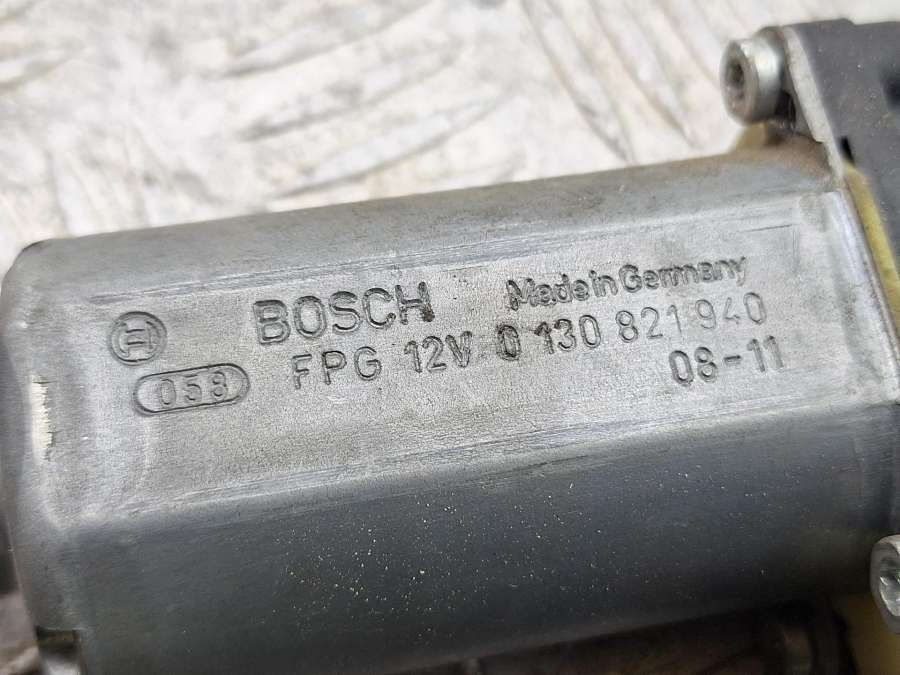 BOSCH Made in Germany
058 FPG 12V 0 130 821 940
08-11